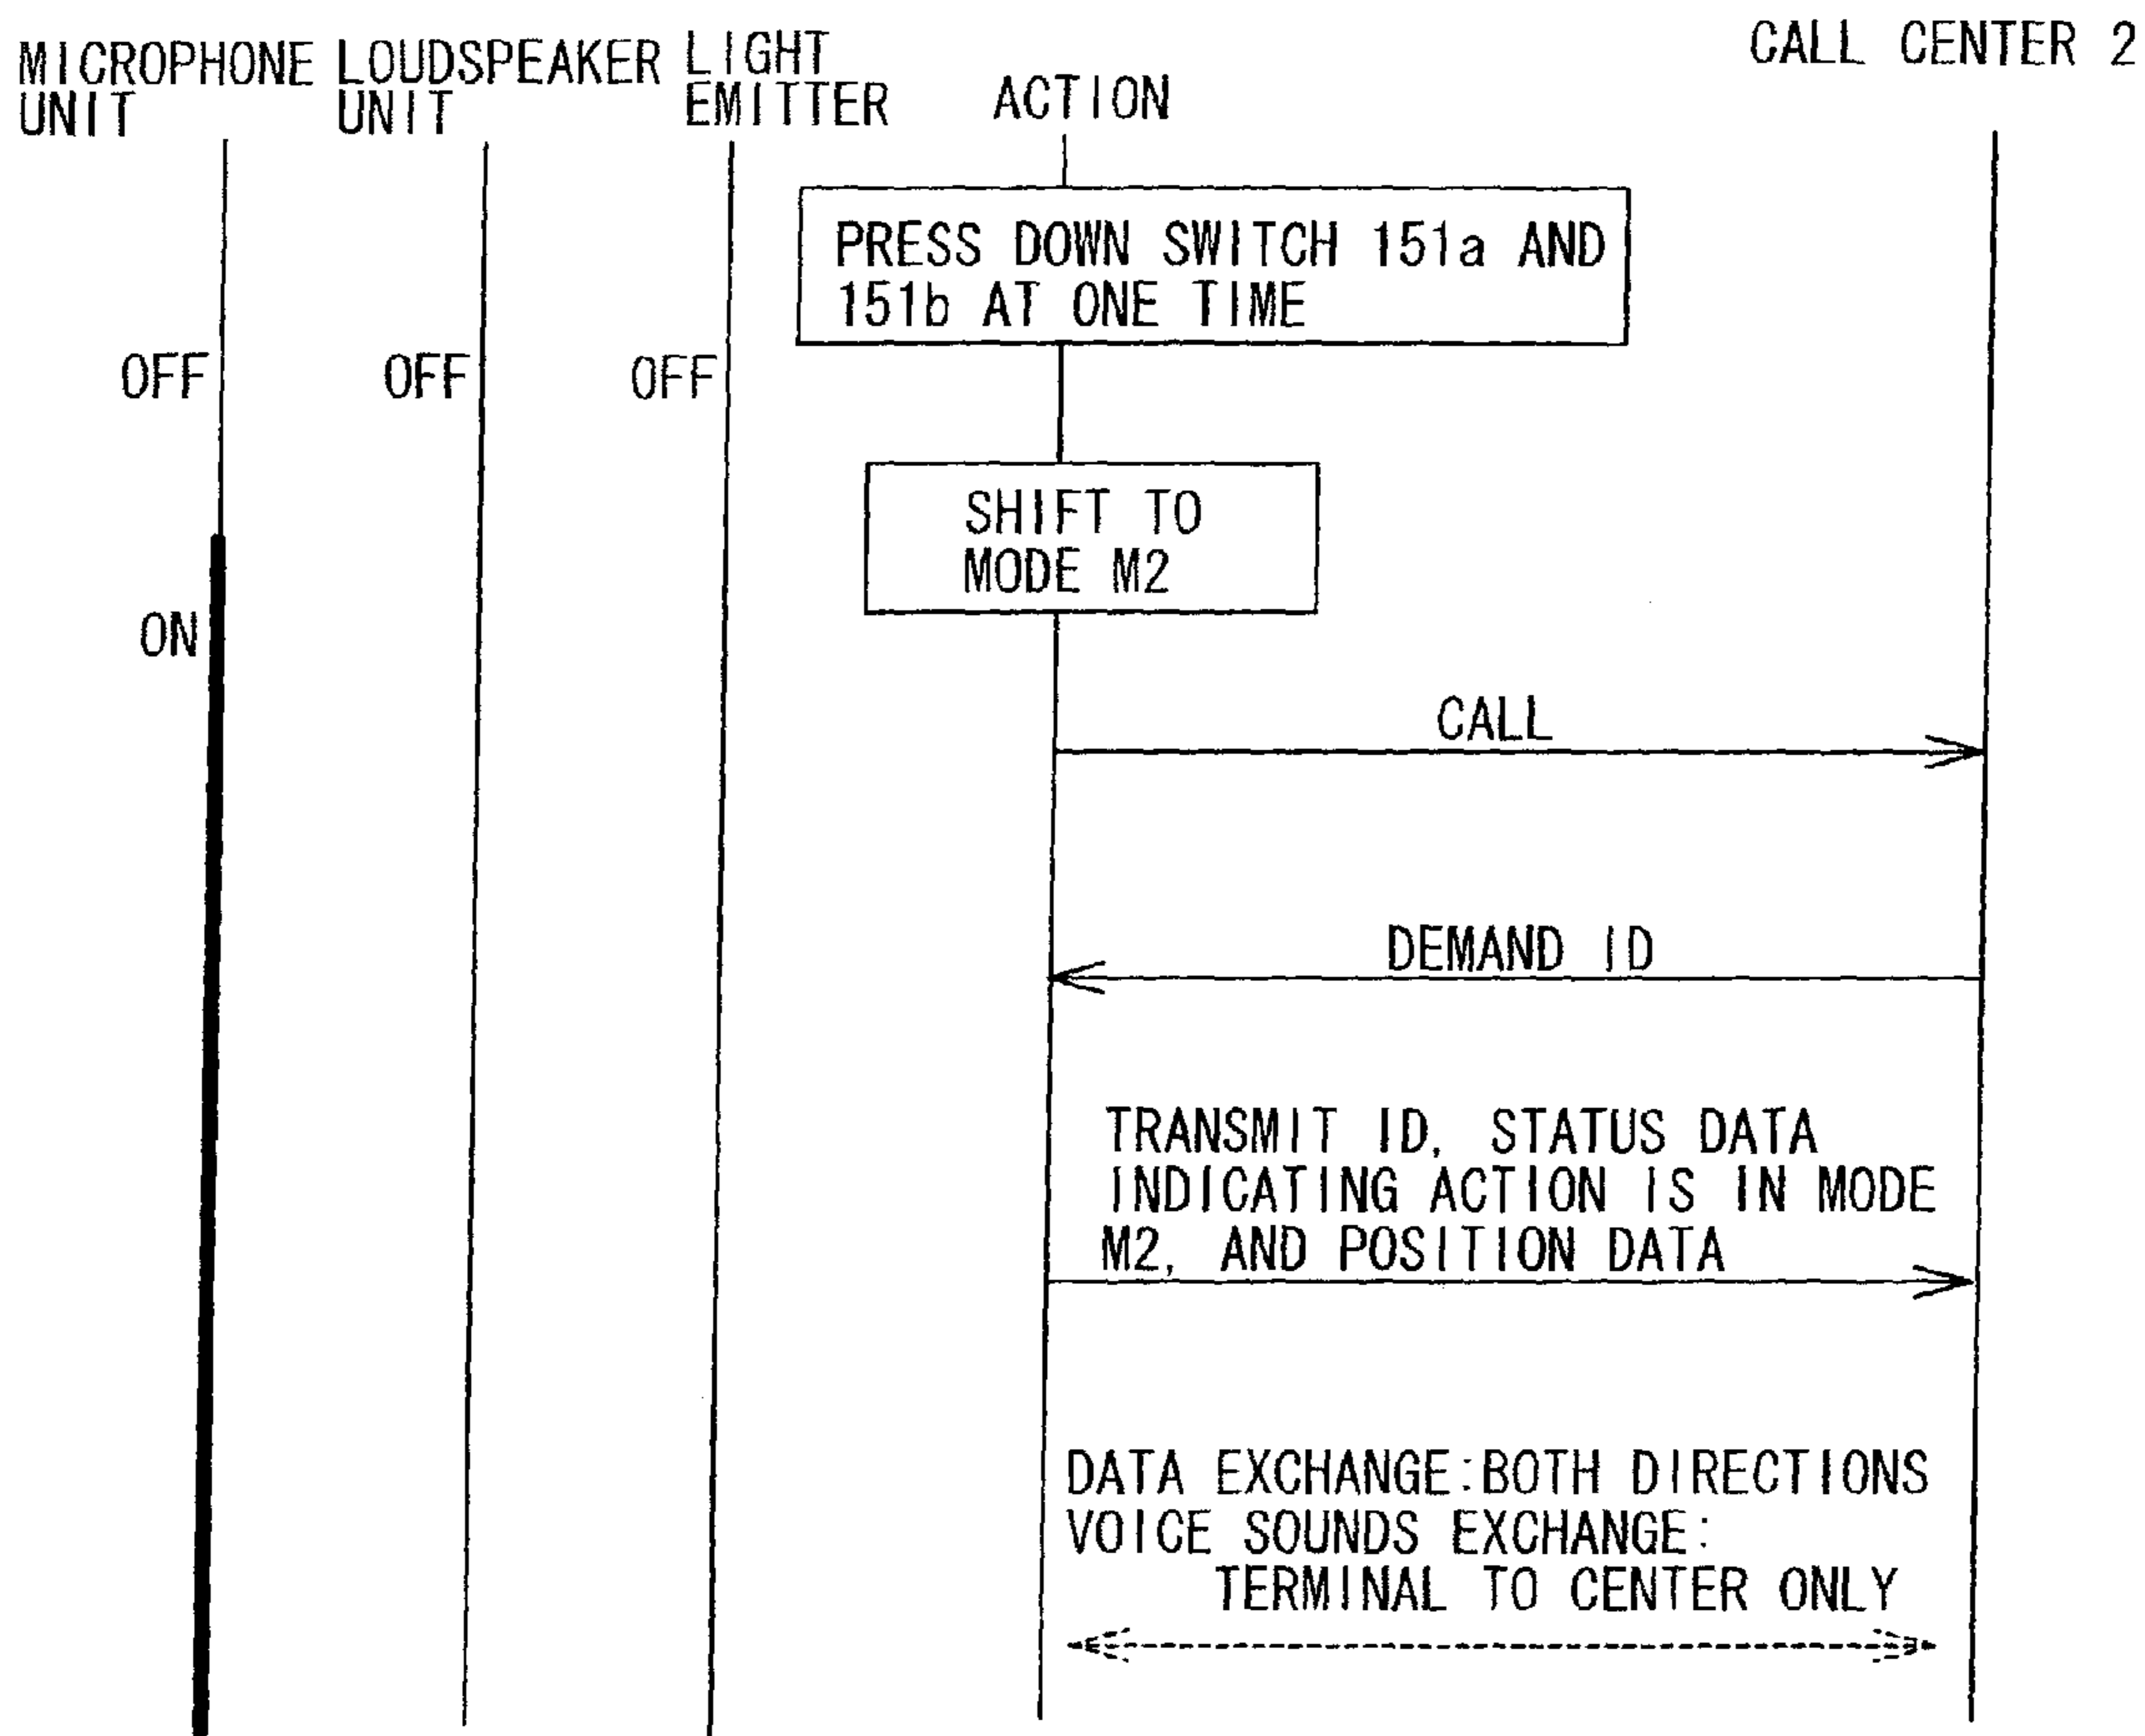 MICROPHONE
UNIT
LOUDSPEAKER
UNIT
LIGHT
EMITTER
ACTION
CALL CENTER 2
PRESS DOWN SWITCH 151a AND
151b AT ONE TIME
OFF
OFF
OFF
SHIFT TO
MODE M2
ON
CALL
DEMAND ID
TRANSMIT ID, STATUS DATA
INDICATING ACTION IS IN MODE
M2, AND POSITION DATA
DATA EXCHANGE:BOTH DIRECTIONS
VOICE SOUNDS EXCHANGE:
TERMINAL TO CENTER ONLY